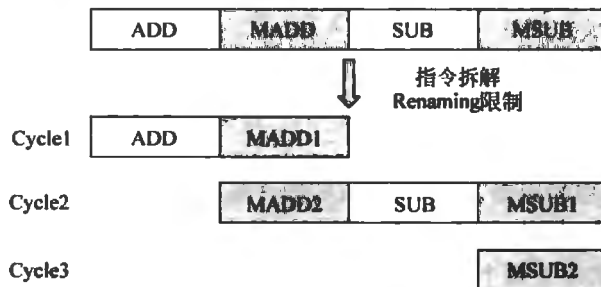 ADD MADD SUB MSUB
指令拆解
Renaming限制
Cycle1 ADD MADD1
Cycle2 MADD2 SUB MSUB1
Cycle3 MSUB2